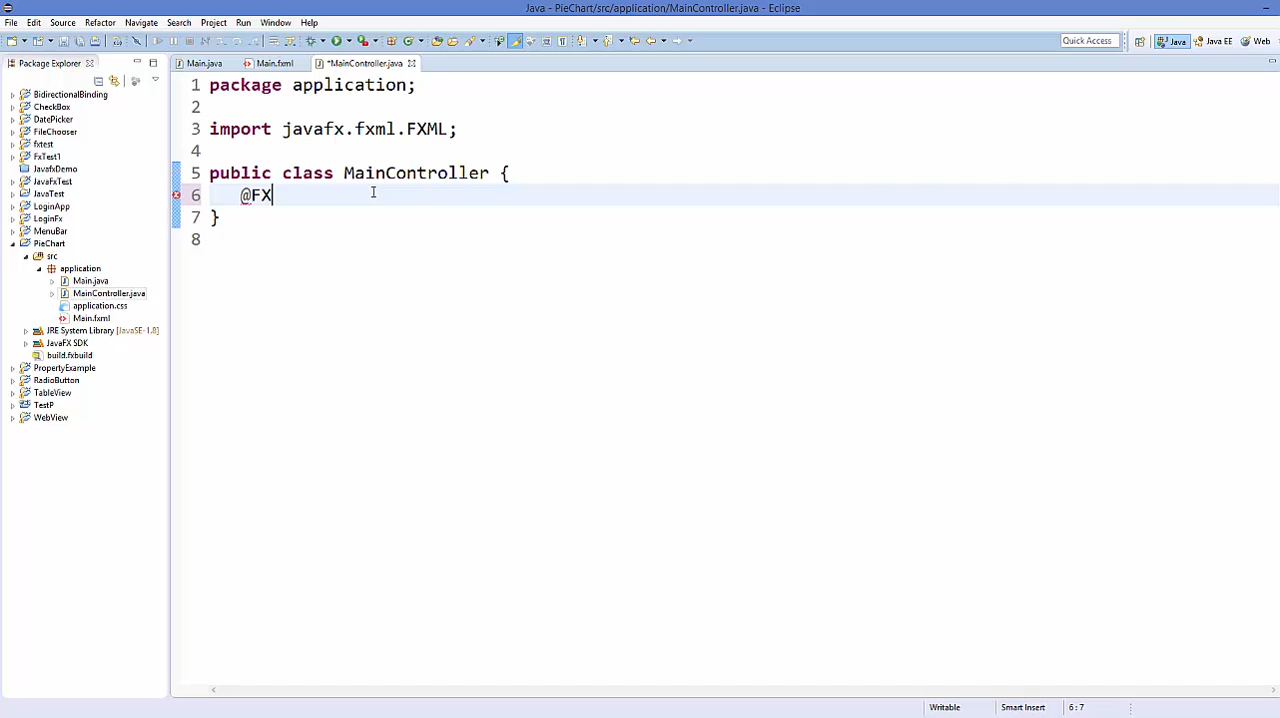 Java - PieChart/src/application/MainController.java - Eclipse
File Edit Source Refactor Navigate Search Project Run Window Help
Quick Access
Java
Java EE
Web
Package Explorer
Main.java
Main.fxml
*MainController.java
BidirectionalBinding
CheckBox
DatePicker
FileChooser
fxtest
FxTest1
JavafxDemo
JavaFxTest
JavaTest
LoginApp
LoginFx
MenuBar
PieChart
src
application
Main.java
MainController.java
application.css
Main.fxml
JRE System Library [JavaSE-1.8]
JavaFX SDK
build.fxbuild
PropertyExample
RadioButton
TableView
TestP
WebView
1 package application;
2
3 import javafx.fxml.FXML;
4
5 public class MainController {
6 @FX
7 }
8
Writable
Smart Insert
6 : 7